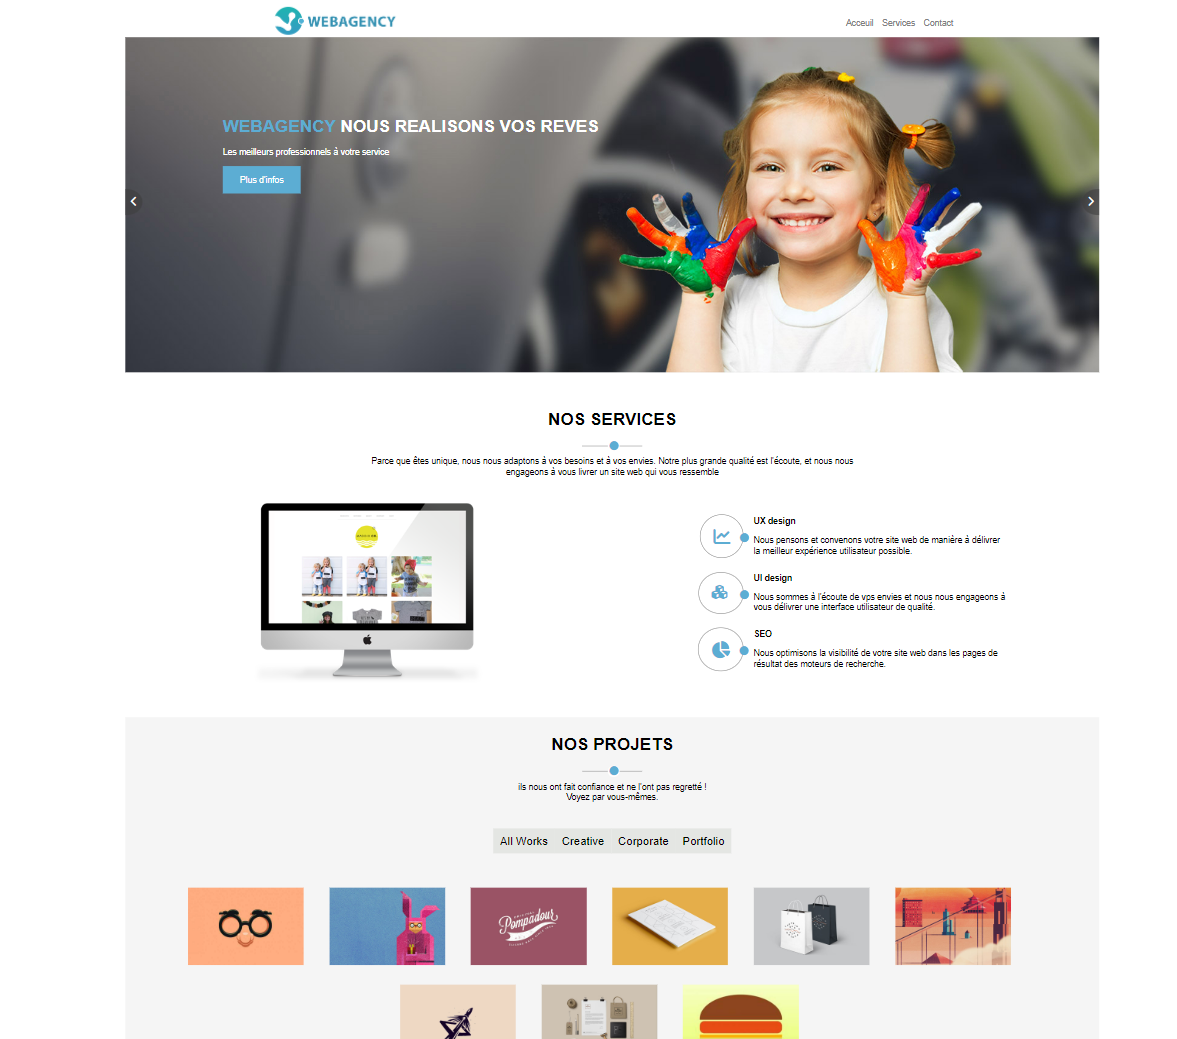 WEBAGENCY
Acceuil Services Contact
WEBAGENCY NOUS REALISONS VOS REVES
Les meilleurs professionnels à votre service
Plus d'infos
NOS SERVICES
Parce que êtes unique, nous nous adaptons à vos besoins et à vos envies. Notre plus grande qualité est l'écoute, et nous nous
engageons à vous livrer un site web qui vous ressemble
UX design
Nous pensons et convenons votre site web de manière à délivrer
la meilleur expérience utilisateur possible.
UI design
Nous sommes à l'écoute de vps envies et nous nous engageons à
vous délivrer une interface utilisateur de qualité.
SEO
Nous optimisons la visibilité de votre site web dans les pages de
résultat des moteurs de recherche.
NOS PROJETS
ils nous ont fait confiance et ne l'ont pas regretté !
Voyez par vous-mêmes.
All Works Creative Corporate Portfolio
Pompadour